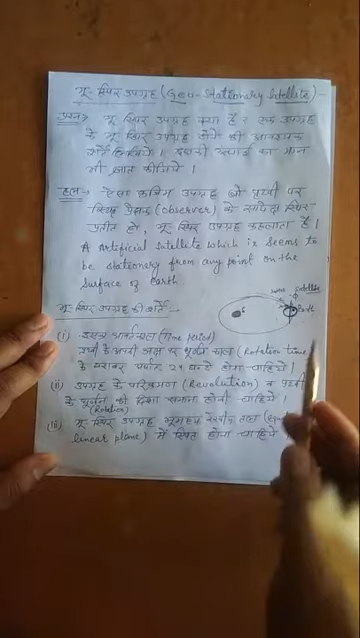 भू-स्थिर उपग्रह (Geo-Stationary Satellite) -
प्रश्न→ भू-स्थिर उपग्रह क्या है ? एक उपग्रह
के भू-स्थिर उपग्रह होने की आवश्यक
शर्तें लिखिये। इसकी ऊंचाई का मान
भी ज्ञात कीजिये।
हल→ ऐसा कृत्रिम उपग्रह जो पृथ्वी पर
स्थित प्रेक्षक (observer) के सापेक्ष स्थिर
प्रतीत हो, भू-स्थिर उपग्रह कहलाता है।
A Artificial Satellite which is seems to
be stationary from any point on the
Surface of Earth.
Satellite
Earth
S
भू-स्थिर उपग्रह की शर्तें -
(i) इसका आवर्तकाल (Time period)
पृथ्वी के अपनी अक्ष पर घूर्णन काल (Rotation time)
के बराबर अर्थात 24 घण्टे होना चाहिये।
(ii) उपग्रह के परिक्रमण (Revolution) व पृथ्वी
के घूर्णन की दिशा समान होनी चाहिये।
(Rotation)
(iii) भू-स्थिर उपग्रह भूमध्य रेखीय तल
linear plane) में स्थित होना चाहिये